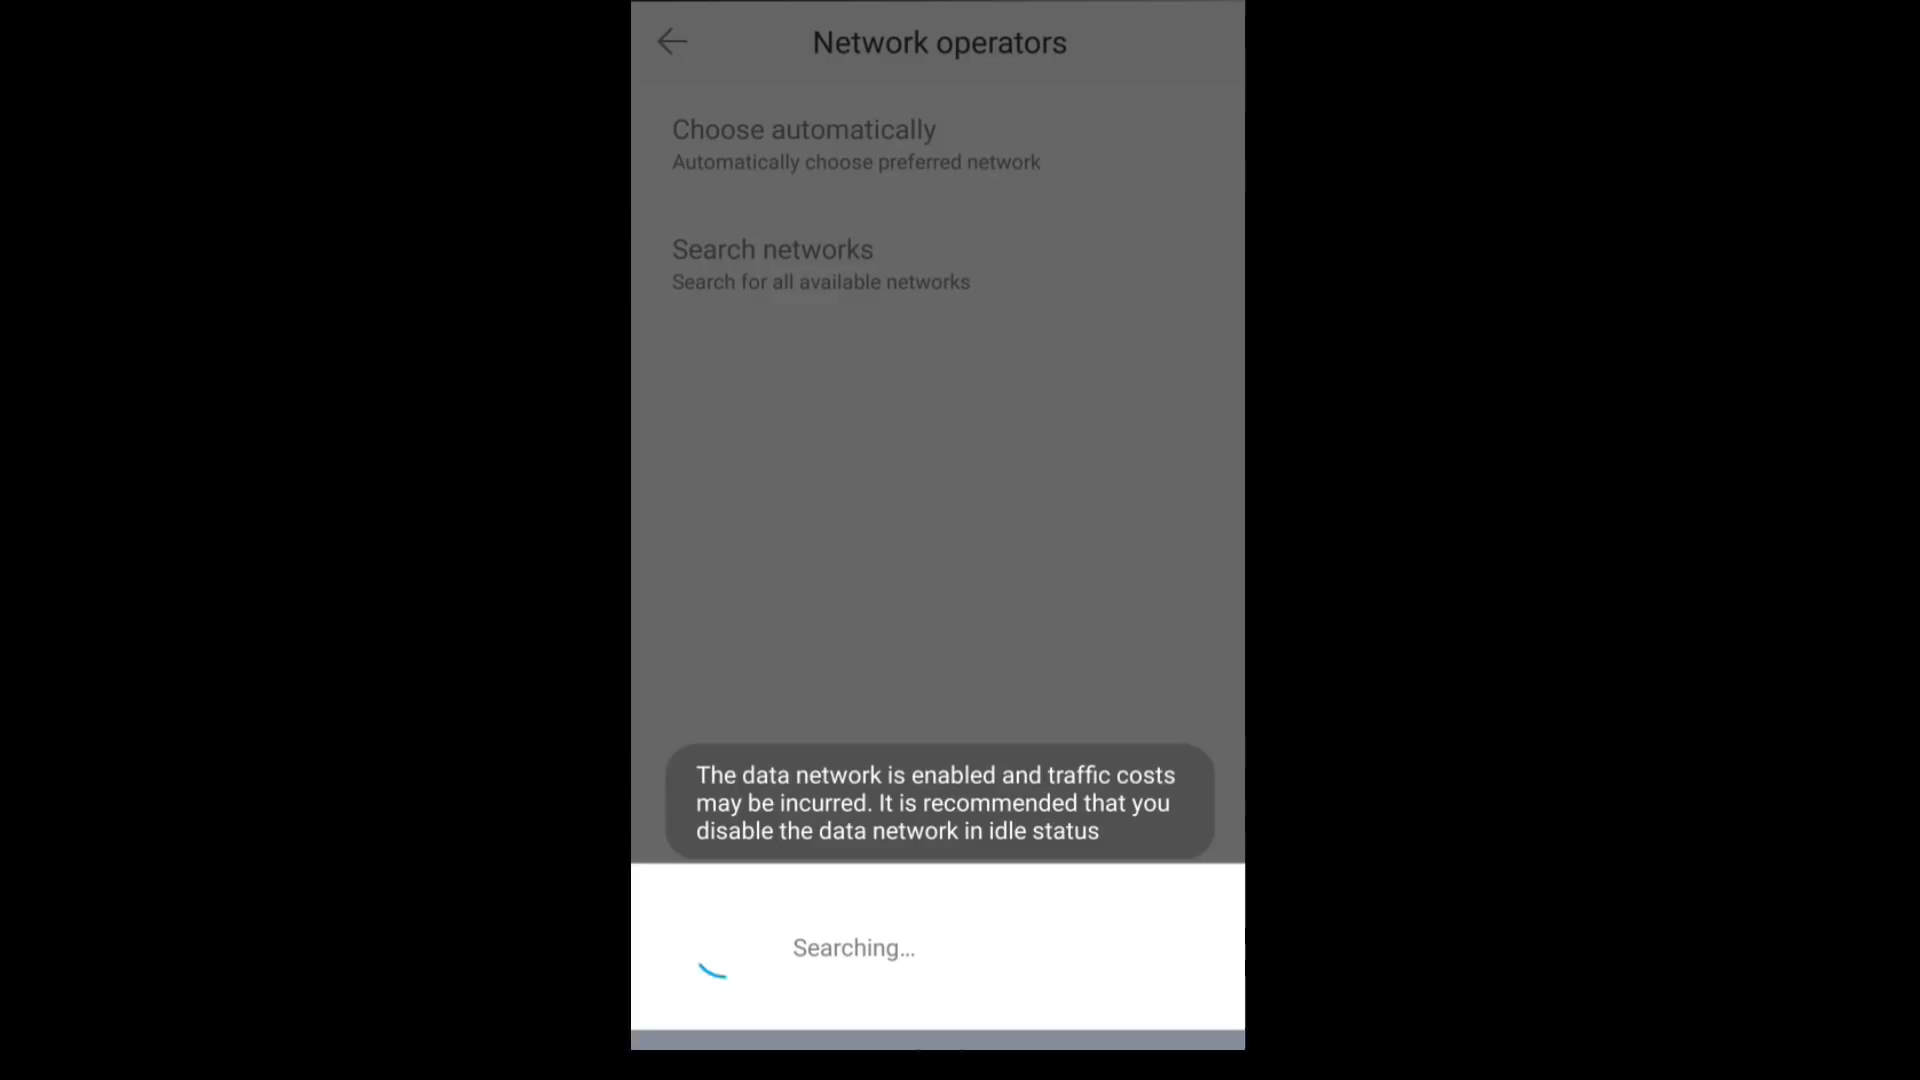 Network operators
Choose automatically
Automatically choose preferred network
Search networks
Search for all available networks
The data network is enabled and traffic costs
may be incurred. It is recommended that you
disable the data network in idle status
Searching...